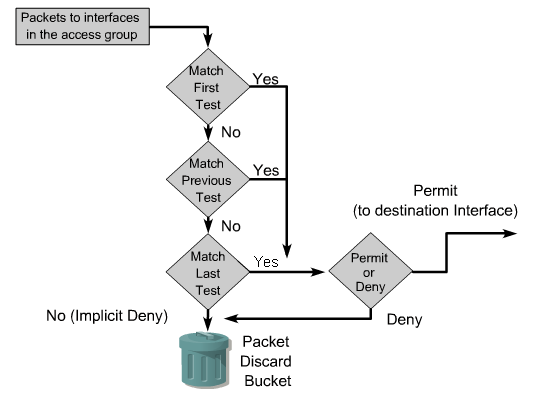 Packets to interfaces
in the access group
Match
First
Test
Yes
No
Match
Previous
Test
Yes
No
Match
Last
Test
Yes
Permit
or
Deny
Permit
(to destination Interface)
No (Implicit Deny)
Deny
Packet
Discard
Bucket